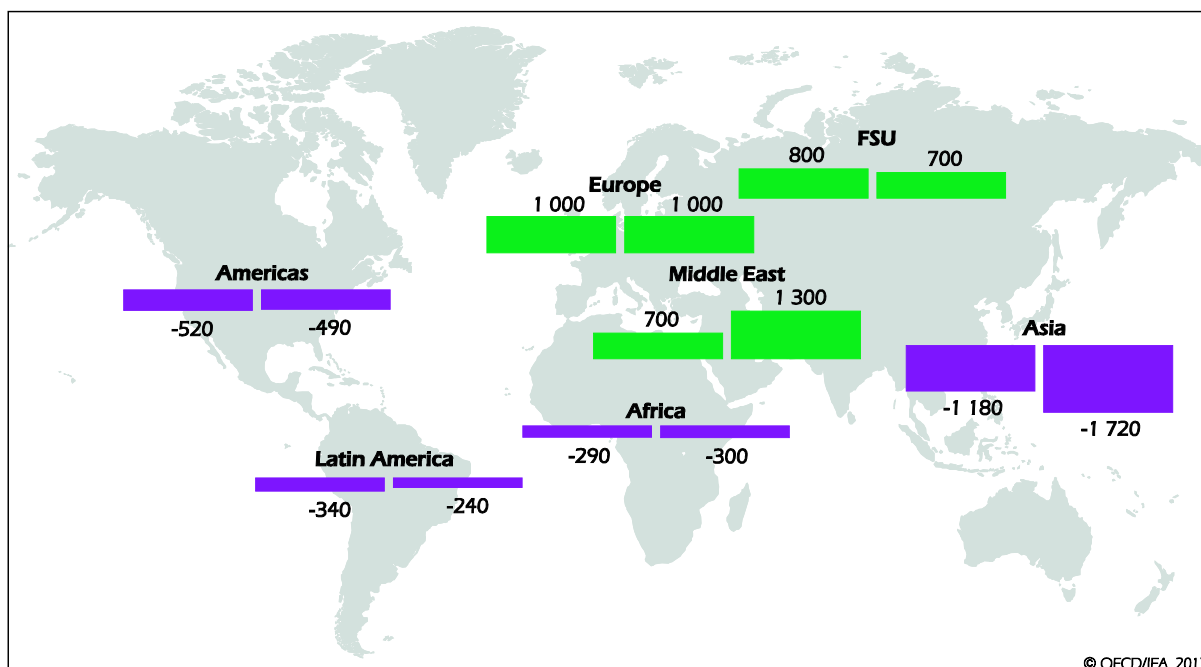 FSU
800 700
Europe
1 000 1 000
Middle East
700 1 300
Americas
-520 -490
Asia
-1 180 -1 720
Africa
-290 -300
Latin America
-340 -240
© OECD/IEA,